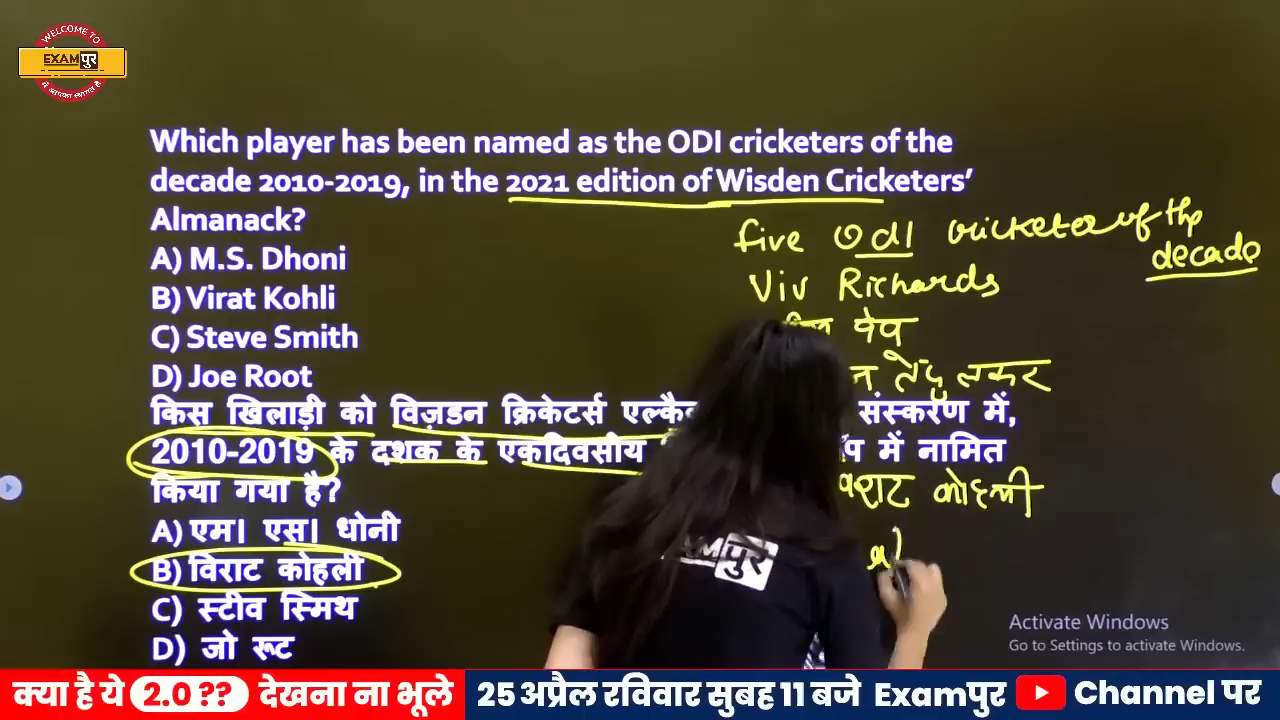 WELCOME TO
EXAMपुर
में आपका स्वागत है
Which player has been named as the ODI cricketers of the
decade 2010-2019, in the 2021 edition of Wisden Cricketers’
Almanack?
A) M.S. Dhoni
B) Virat Kohli
C) Steve Smith
D) Joe Root
किस खिलाड़ी को विज़डन क्रिकेटर्स संस्करण में,
2010-2019 के दशक के एकदिवसीय में नामित
किया गया है?
A) एम। एस। धोनी
B) विराट कोहली
C) स्टीव स्मिथ
D) जो रूट
five ODI cricketer of the
decade
Viv Richards
देव
तेंदुलकर
कोहली
पुर
Activate Windows
Go to Settings to activate Windows.
क्या है ये 2.0 ?? देखना ना भूले 25 अप्रैल रविवार सुबह 11 बजे Examपुर Channel पर